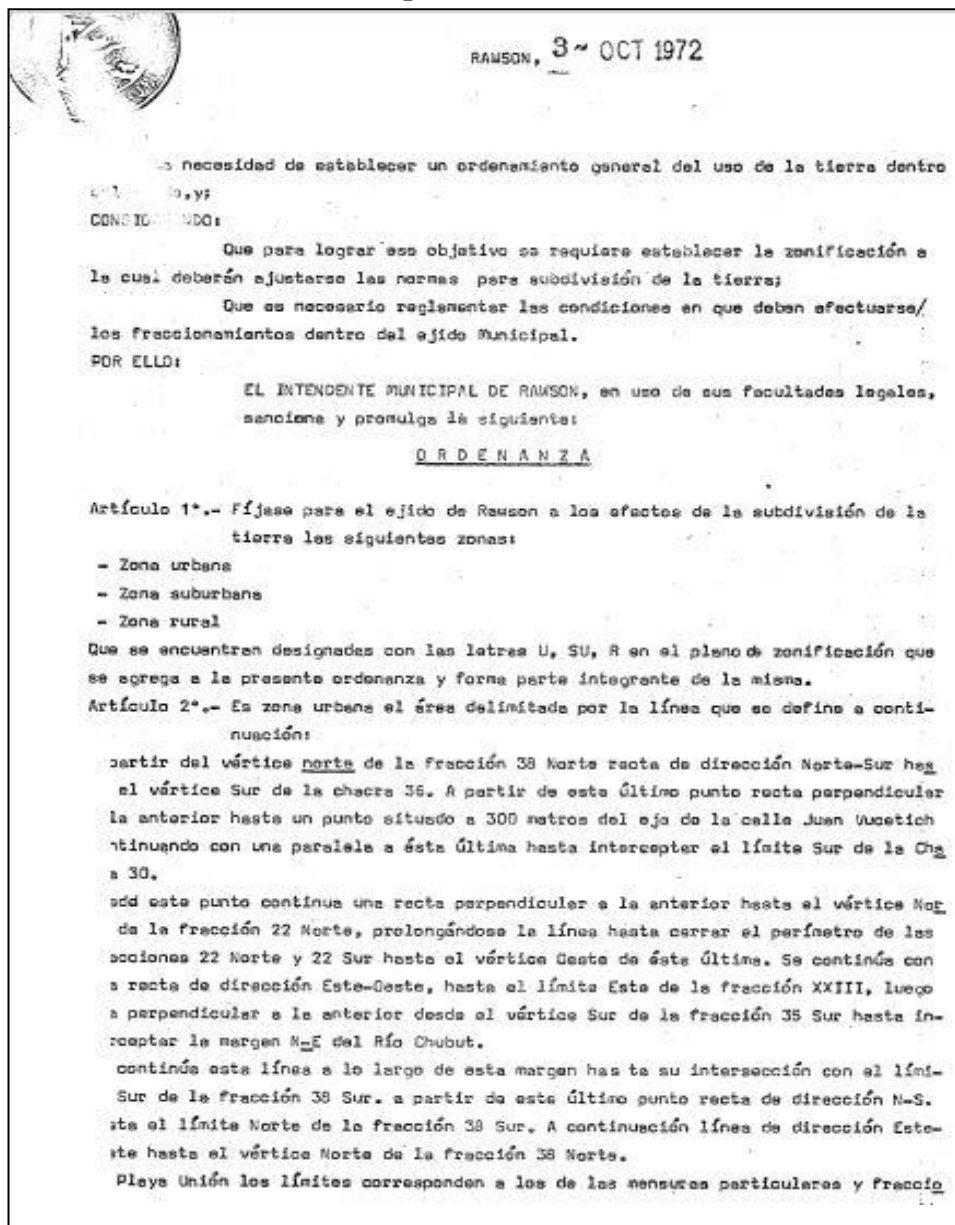 RAWSON, 3~ OCT 1972
necesidad de establecer un ordenamiento general del uso de la tierra dentro
,y;
CONSID NDO:
Que para lograr ese objetivo se requiere establecer la zonificación a
la cual deberán ajustarse las normas para subdivisión de la tierra;
Que es necesario reglamentar las condiciones en que deben efectuarse/
los fraccionamientos dentro del ejido Municipal.
POR ELLO:
EL INTENDENTE MUNICIPAL DE RAWSON, en uso de sus facultades legales,
sanciona y promulga la siguiente:
O R D E N A N Z A
Artículo 1°.- Fíjase para el ejido de Rawson a los efectos de la subdivisión de la
tierra las siguientes zonas:
- Zona urbana
- Zona suburbana
- Zona rural
Que se encuentran designadas con las letras U, SU, R en el plano de zonificación que
se agrega a la presente ordenanza y forma parte integrante de la misma.
Artículo 2°.- Es zona urbana el área delimitada por la línea que se define a conti-
nuación:
partir del vértice norte de la fracción 38 Norte recta de dirección Norte-Sur has
el vértice Sur de la chacra 36. A partir de este último punto recta perpendicular
la anterior hasta un punto situado a 300 metros del eje de la calle Juan Vucetich
ntinuando con una paralela a ésta última hasta interceptar el límite Sur de la Cha
a 30.
add este punto continua una recta perpendicular a la anterior hasta el vértice Nor
de la fracción 22 Norte, prolongándose la línea hasta cerrar el perímetro de las
acciones 22 Norte y 22 Sur hasta el vértice Oeste de ésta última. Se continúa con
a recta de dirección Este-Oeste, hasta el límite Este de la fracción XXIII, luego
a perpendicular a la anterior desde el vértice Sur de la fracción 35 Sur hasta in-
rceptar la margen N-E del Río Chubut.
continúa esta línea a lo largo de esta margen has ta su intersección con el lími-
Sur de la fracción 38 Sur. a partir de este último punto recta de dirección N-S.
sta el límite Norte de la fracción 38 Sur. A continuación línea de dirección Este-
ste hasta el vértice Norte de la fracción 38 Norte.
Playa Unión los límites corresponden a los de las mensuras particulares y fraccio